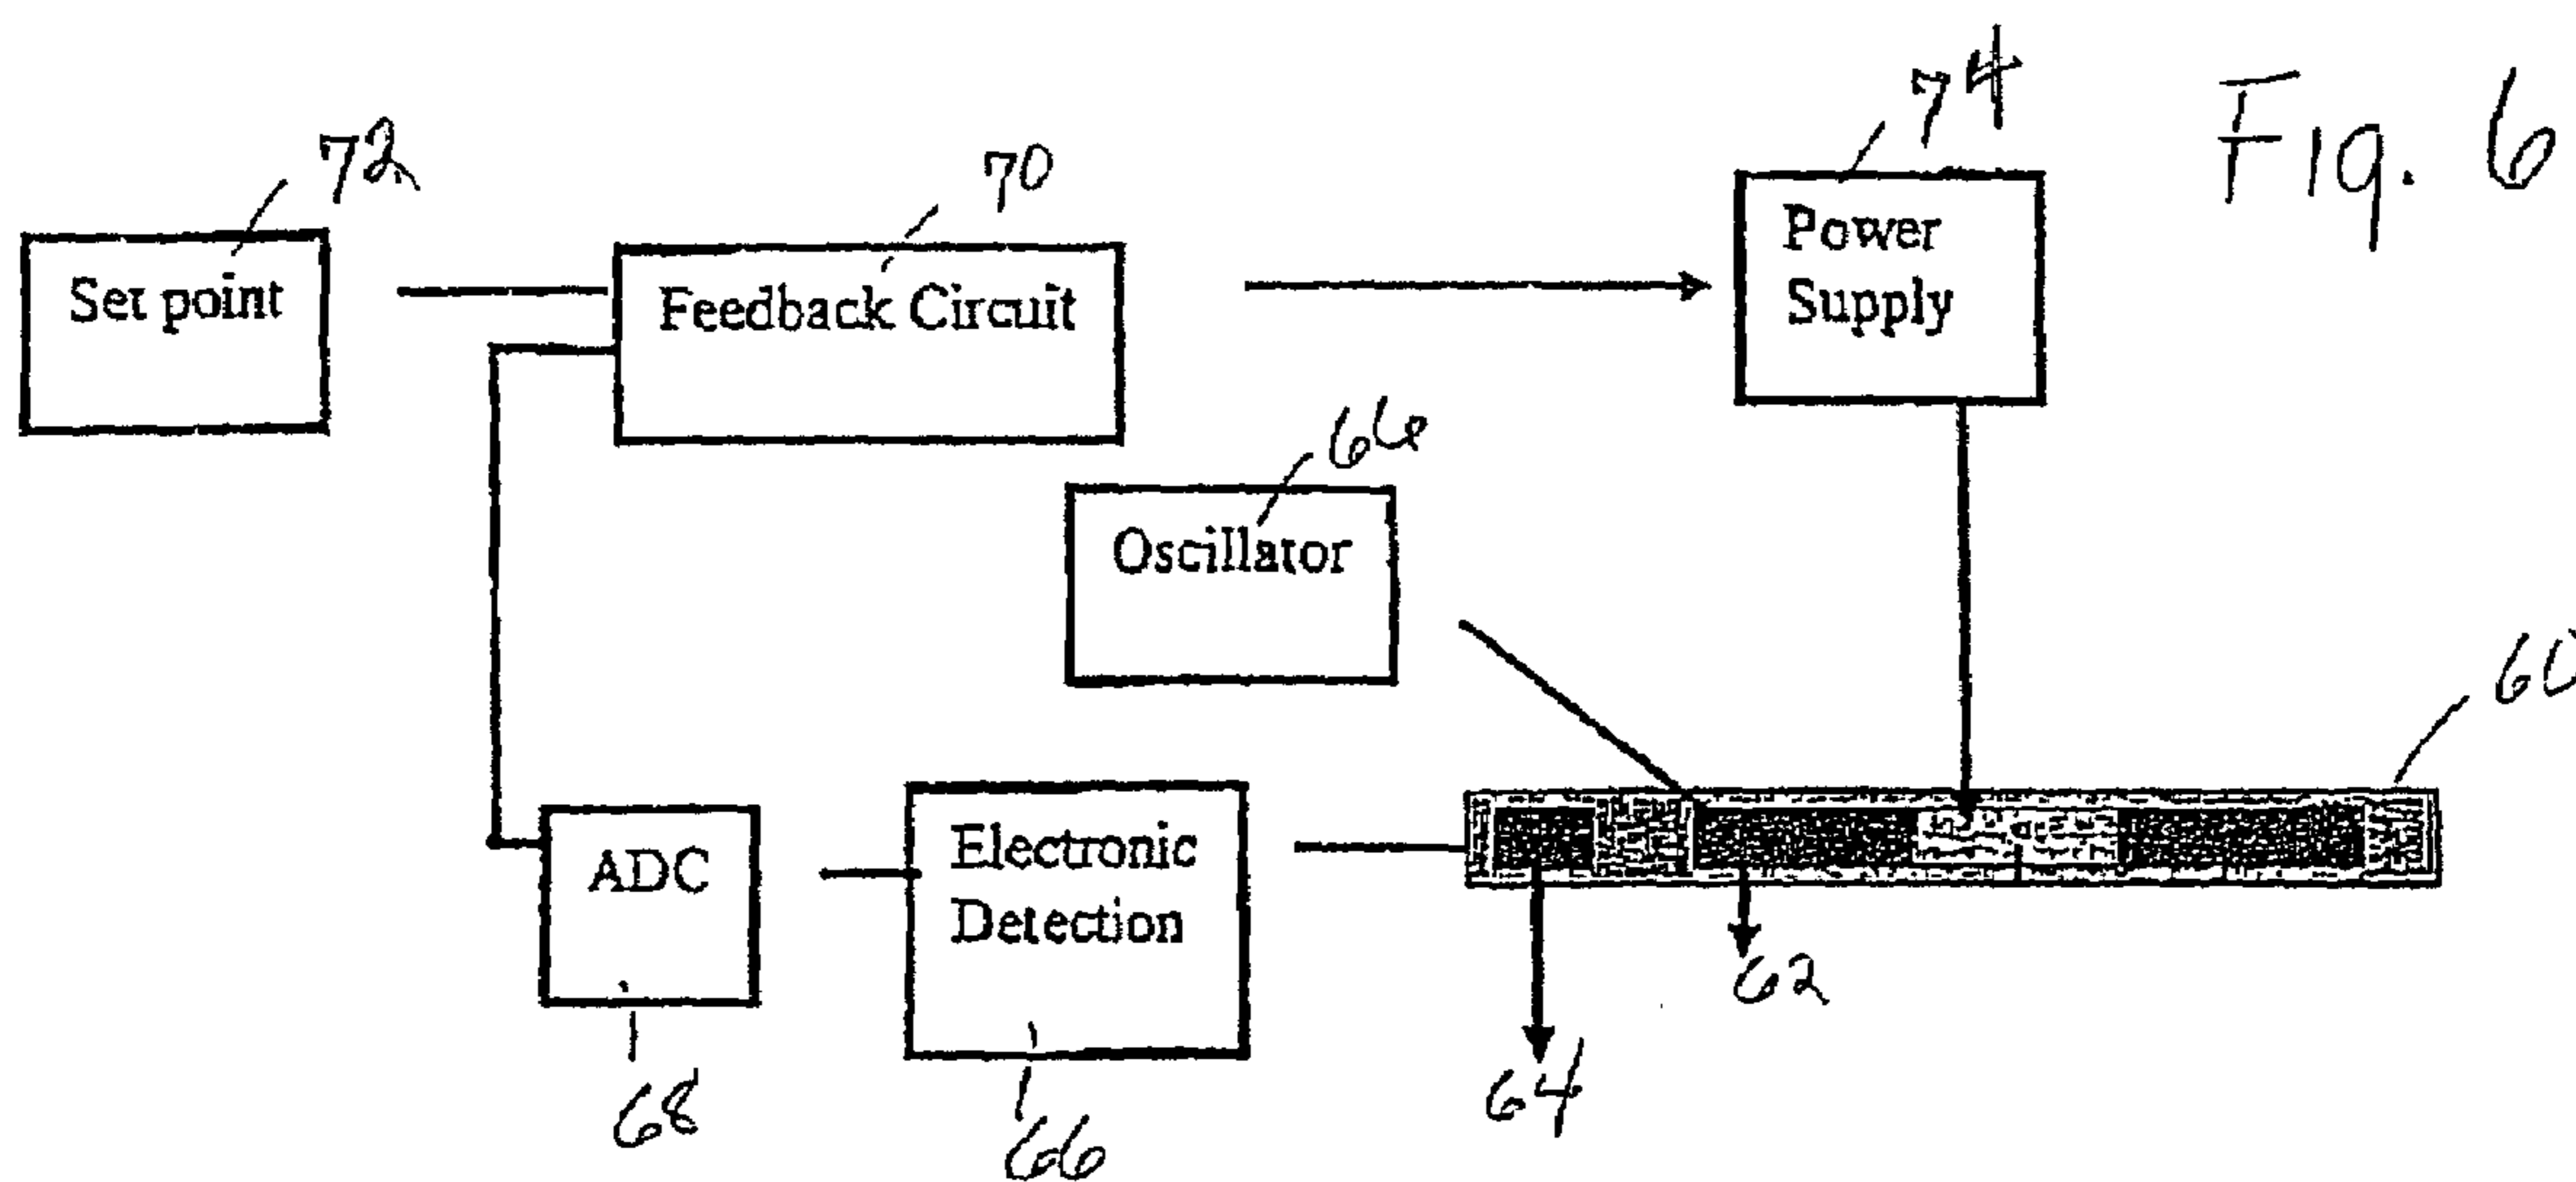 Fig. 6
74
72
70
Power
Supply
Set point
Feedback Circuit
66
Oscillator
60
Electronic
Detection
ADC
62
64
68
66